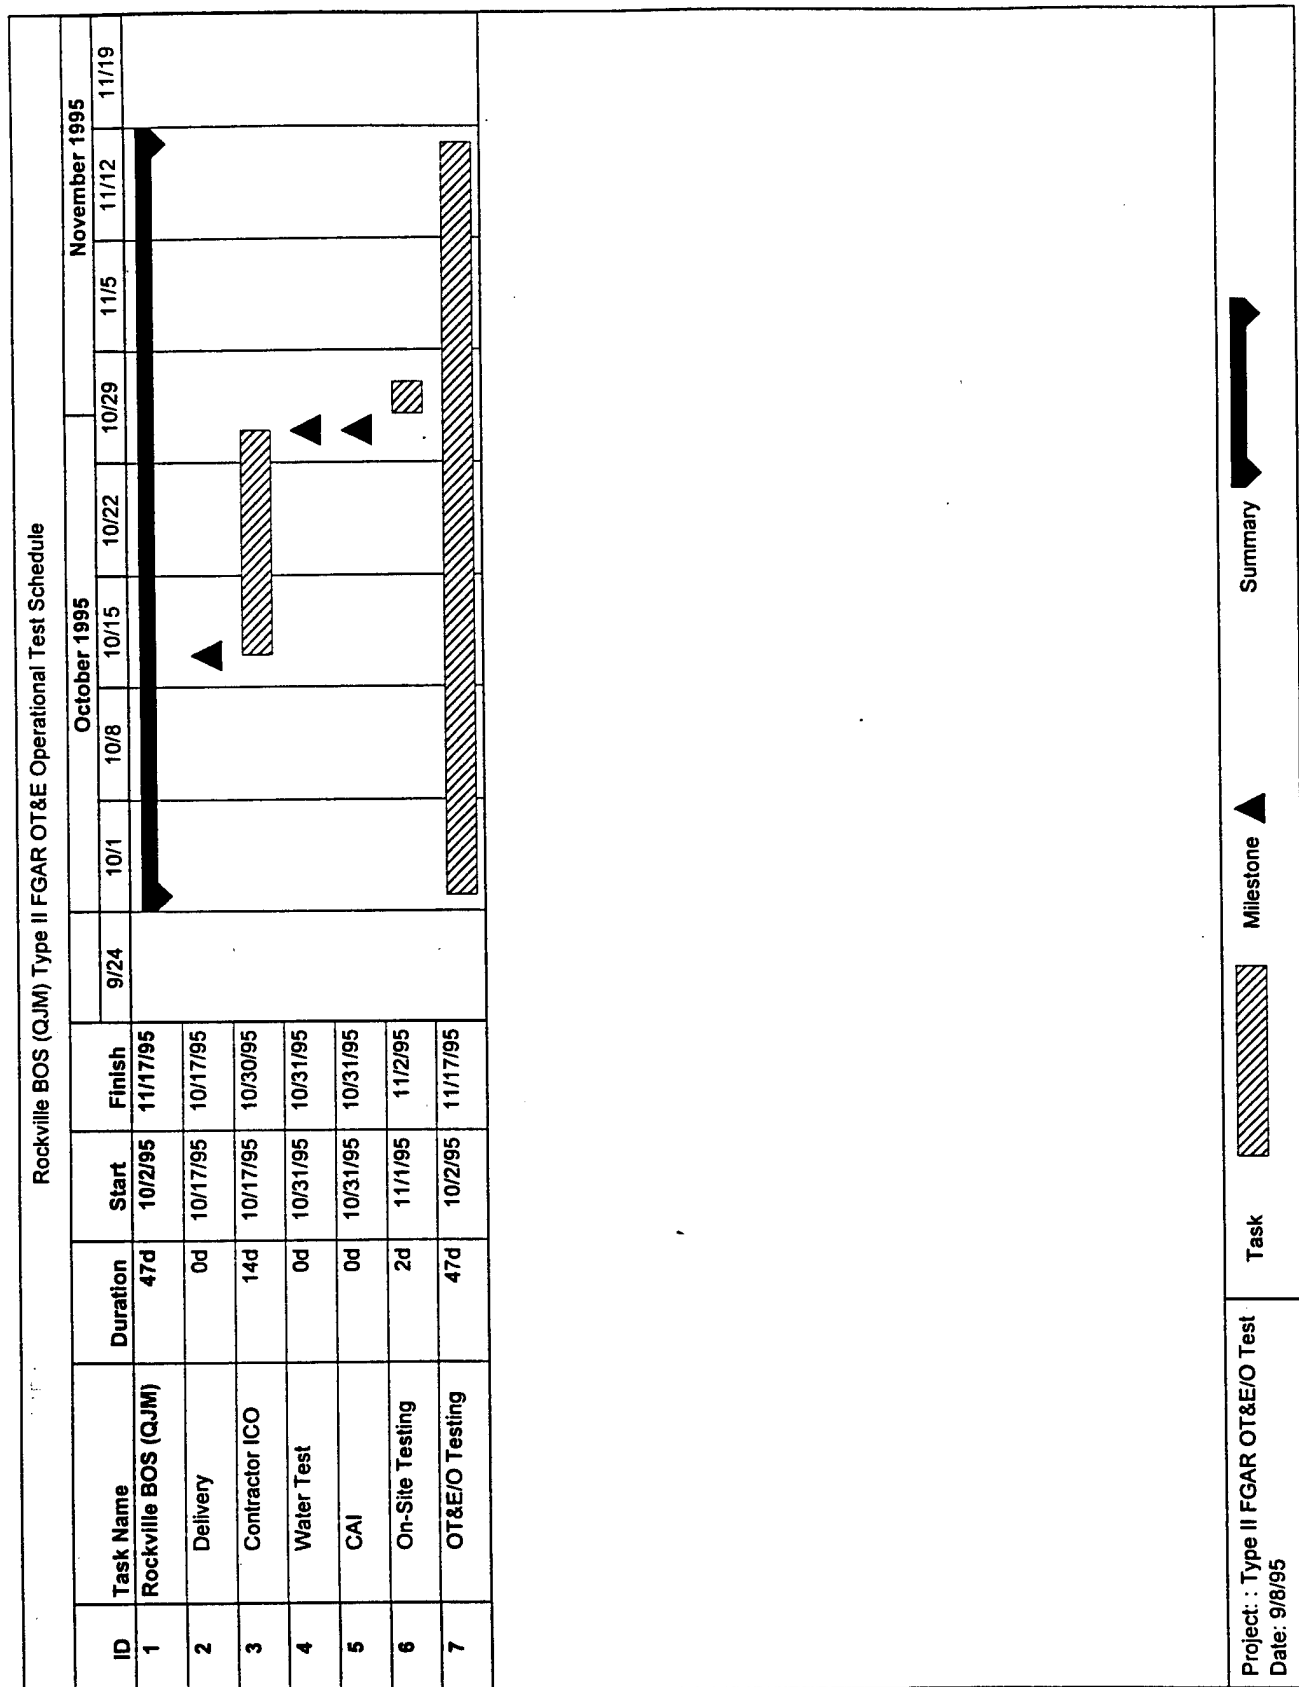 Rockville BOS (QJM) Type II FGAR OT&E Operational Test Schedule
October 1995 November 1995
ID Task Name Duration Start Finish 9/24 10/1 10/8 10/15 10/22 10/29 11/5 11/12 11/19
1 Rockville BOS (QJM) 47d 10/2/95 11/17/95
2 Delivery 0d 10/17/95 10/17/95
3 Contractor ICO 14d 10/17/95 10/30/95
4 Water Test 0d 10/31/95 10/31/95
5 CAI 0d 10/31/95 10/31/95
6 On-Site Testing 2d 11/1/95 11/2/95
7 OT&E/O Testing 47d 10/2/95 11/17/95
Project: : Type II FGAR OT&E/O Test
Date: 9/8/95
Task Milestone Summary